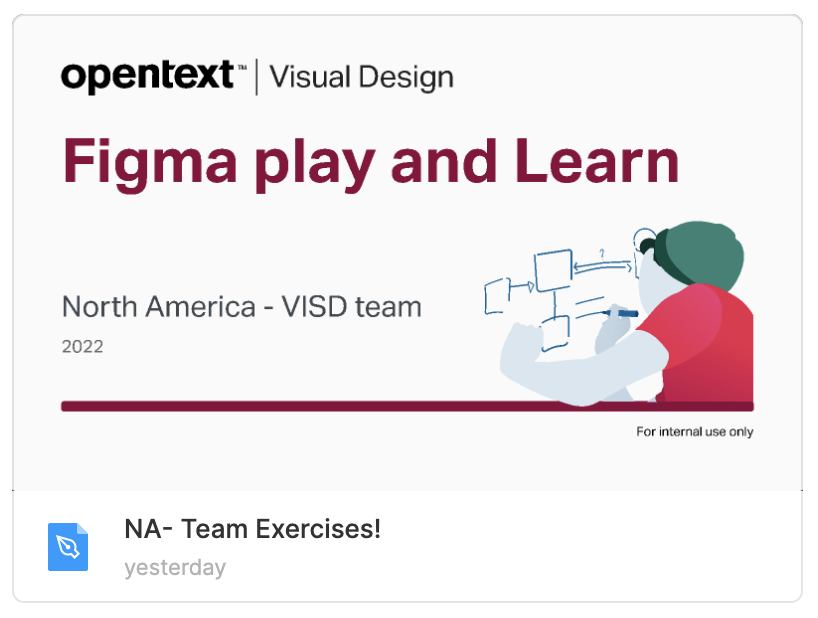 opentext™ | Visual Design
Figma play and Learn
?
North America - VISD team
2022
For internal use only
NA- Team Exercises!
yesterday